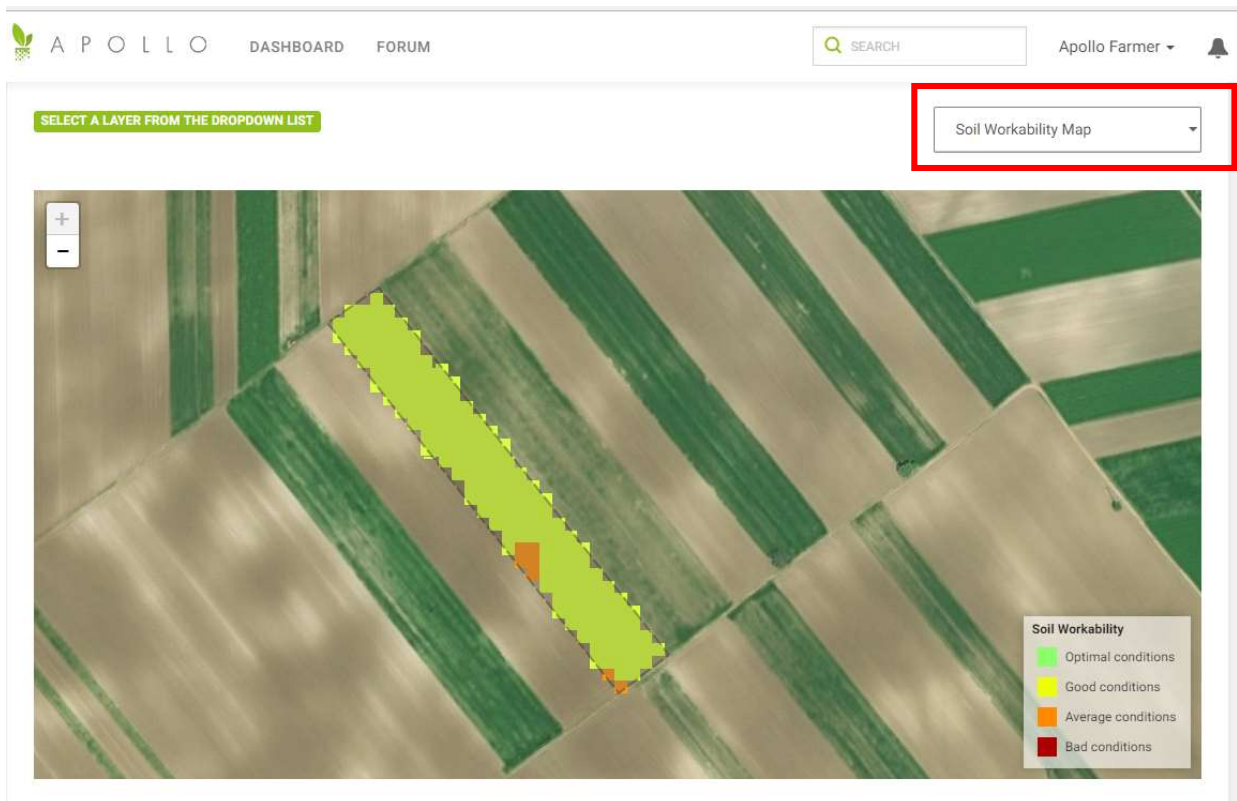 APOLLO DASHBOARD FORUM SEARCH Apollo Farmer
SELECT A LAYER FROM THE DROPDOWN LIST
Soil Workability Map
+
-
Soil Workability
Optimal conditions
Good conditions
Average conditions
Bad conditions